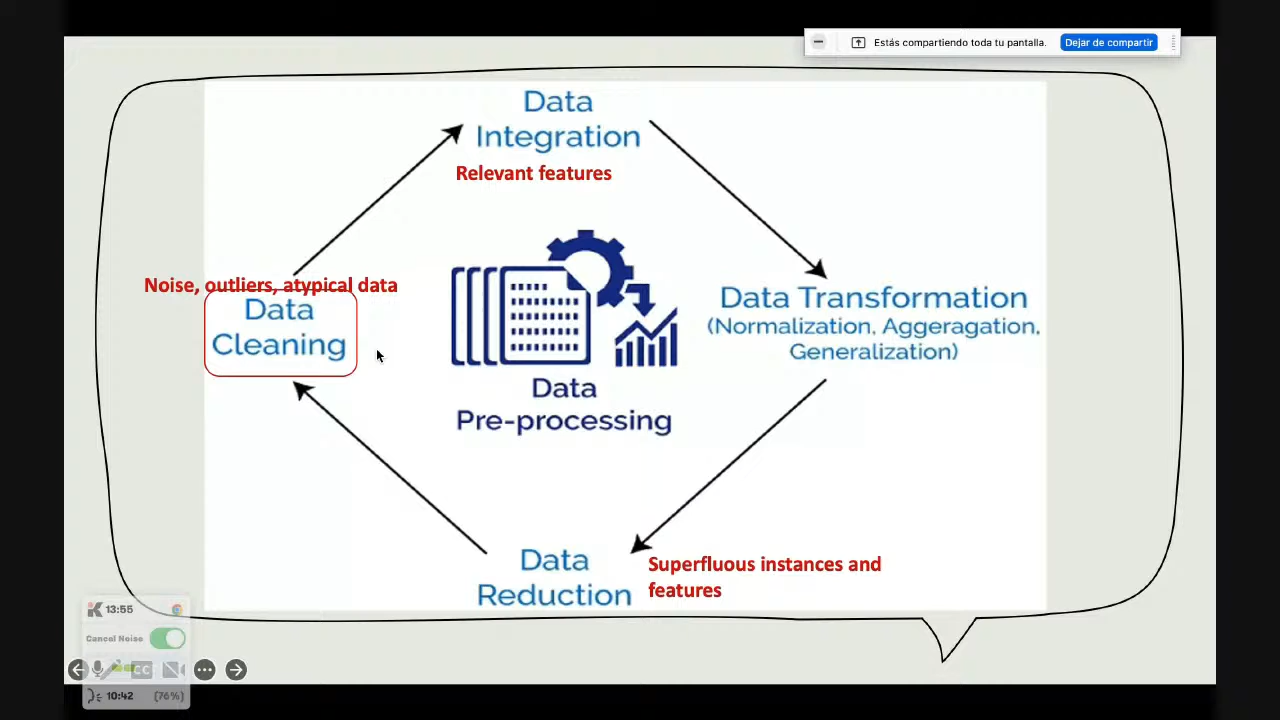 Estás compartiendo toda tu pantalla.
Dejar de compartir
Data
Integration
Relevant features
Noise, outliers, atypical data
Data
Cleaning
Data Transformation
(Normalization, Aggeragation,
Generalization)
Data
Pre-processing
Data
Reduction
Superfluous instances and
features
13:55
Cancel Noise
CC
10:42
(76%)